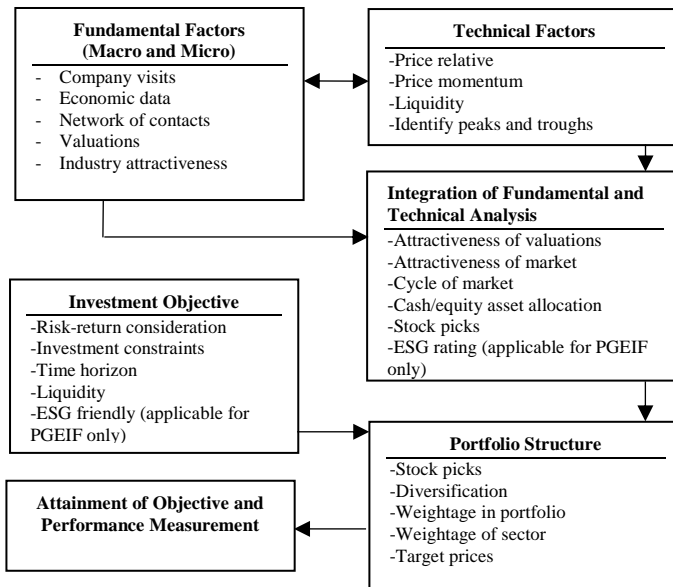 Fundamental Factors
(Macro and Micro)
- Company visits
- Economic data
- Network of contacts
- Valuations
- Industry attractiveness
Technical Factors
-Price relative
-Price momentum
-Liquidity
-Identify peaks and troughs
Integration of Fundamental and
Technical Analysis
-Attractiveness of valuations
-Attractiveness of market
-Cycle of market
-Cash/equity asset allocation
-Stock picks
-ESG rating (applicable for PGEIF
only)
Investment Objective
-Risk-return consideration
-Investment constraints
-Time horizon
-Liquidity
-ESG friendly (applicable for
PGEIF only)
Portfolio Structure
-Stock picks
-Diversification
-Weightage in portfolio
-Weightage of sector
-Target prices
Attainment of Objective and
Performance Measurement